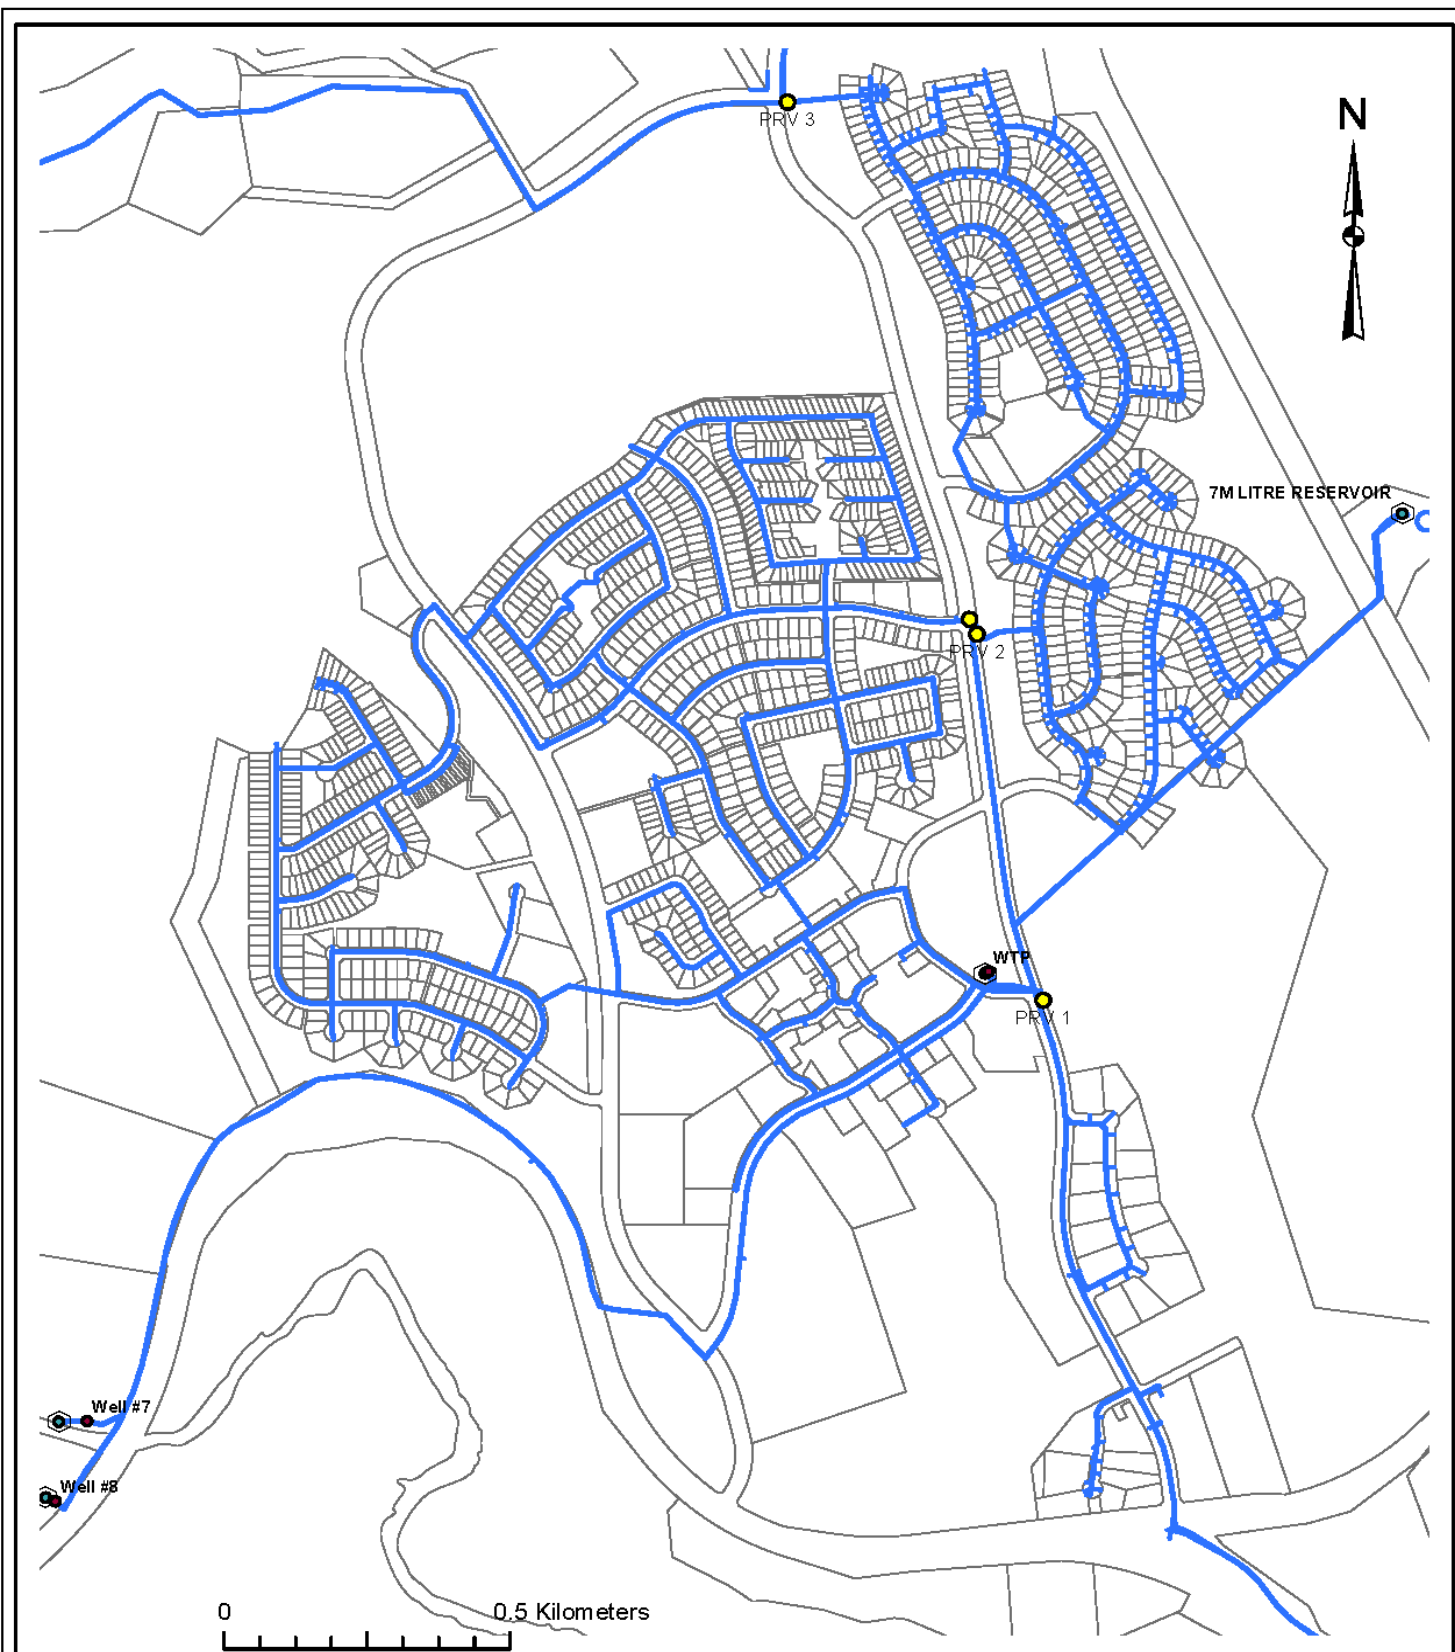 PRV 3
N
7M LITRE RESERVOIR
C
PRV 2
WTP
PRV 1
Well #7
Well #8
0 0.5 Kilometers